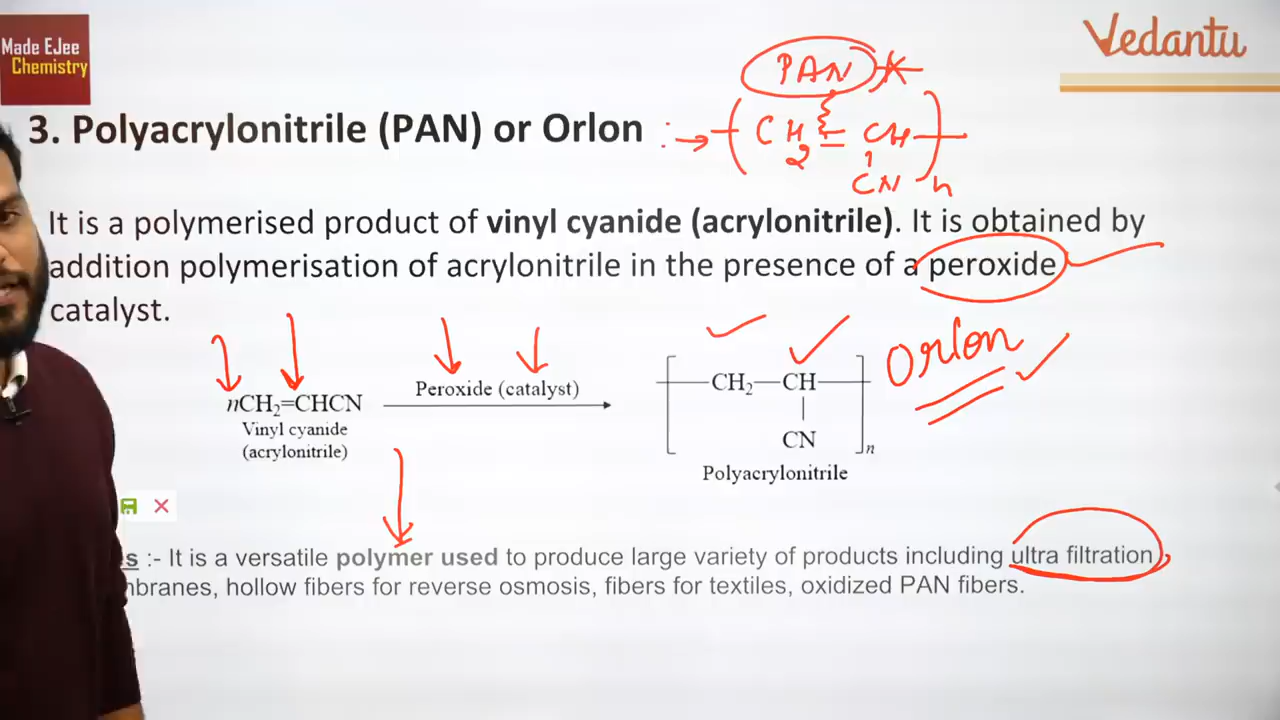 Made EJee
Chemistry
Vedantu
PAN
3. Polyacrylonitrile (PAN) or Orlon :→ ( CH2 – CH )n
CN
It is a polymerised product of vinyl cyanide (acrylonitrile). It is obtained by
addition polymerisation of acrylonitrile in the presence of a peroxide
catalyst.
Orlon
nCH₂=CHCN
Peroxide (catalyst)
CH₂—CH
CN
n
Vinyl cyanide
(acrylonitrile)
Polyacrylonitrile
s :- It is a versatile polymer used to produce large variety of products including ultra filtration
nbranes, hollow fibers for reverse osmosis, fibers for textiles, oxidized PAN fibers.